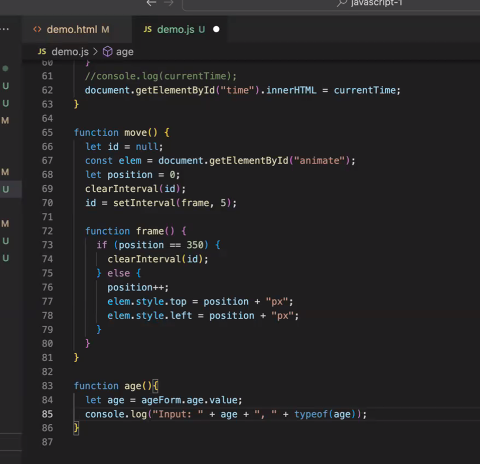 javascript-1
demo.html M
JS demo.js U
JS demo.js > age
60 }
61 //console.log(currentTime);
62 document.getElementById("time").innerHTML = currentTime;
63 }
64
65 function move() {
66 let id = null;
67 const elem = document.getElementById("animate");
68 let position = 0;
69 clearInterval(id);
70 id = setInterval(frame, 5);
71
72 function frame() {
73 if (position == 350) {
74 clearInterval(id);
75 } else {
76 position++;
77 elem.style.top = position + "px";
78 elem.style.left = position + "px";
79 }
80 }
81 }
82
83 function age(){
84 let age = ageForm.age.value;
85 console.log("Input: " + age + ", " + typeof(age));
86 }
87
U
U
M
M
U
M
U
U